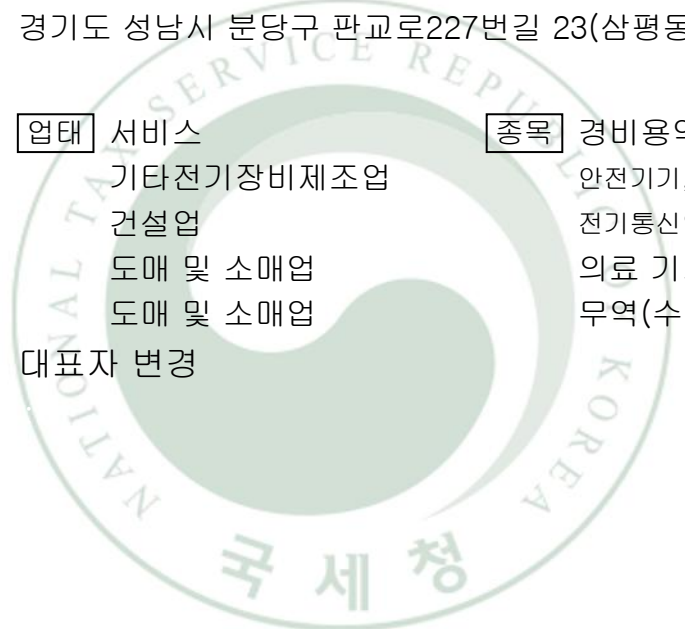 경기도 성남시 분당구 판교로227번길 23(삼평동
업태 서비스 종목 경비용역
기타전기장비제조업 안전기기,
건설업 전기통신
도매 및 소매업 의료 기
도매 및 소매업 무역(수
대표자 변경
NATIONAL TAX SERVICE REPUBLIC OF KOREA
국세청